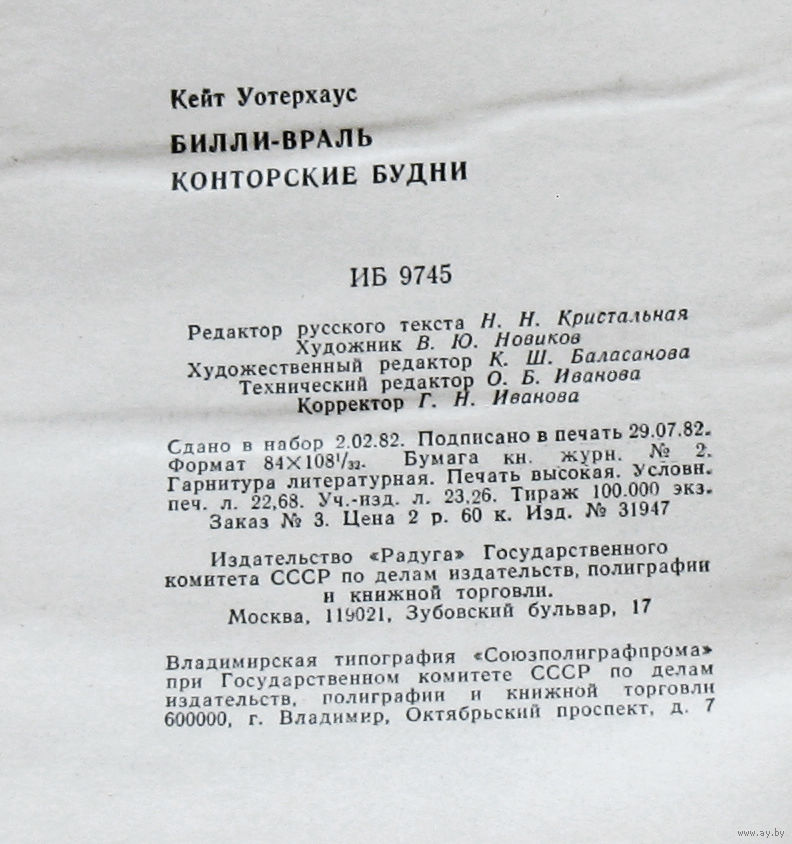 Кейт Уотерхаус
БИЛЛИ-ВРАЛЬ
КОНТОРСКИЕ БУДНИ
ИБ 9745
Редактор русского текста Н. Н. Кристальная
Художник В. Ю. Новиков
Художественный редактор К. Ш. Баласанова
Технический редактор О. Б. Иванова
Корректор Г. Н. Иванова
Сдано в набор 2.02.82. Подписано в печать 29.07.82.
Формат 84×108¹/₃₂. Бумага кн. журн. № 2.
Гарнитура литературная. Печать высокая. Условн.
печ. л. 22,68. Уч.-изд. л. 23,26. Тираж 100.000 экз.
Заказ № 3. Цена 2 р. 60 к. Изд. № 31947
Издательство «Радуга» Государственного
комитета СССР по делам издательств, полиграфии
и книжной торговли.
Москва, 119021, Зубовский бульвар, 17
Владимирская типография «Союзполиграфпрома»
при Государственном комитете СССР по делам
издательств, полиграфии и книжной торговли
600000, г. Владимир, Октябрьский проспект, д. 7
www.ay.by